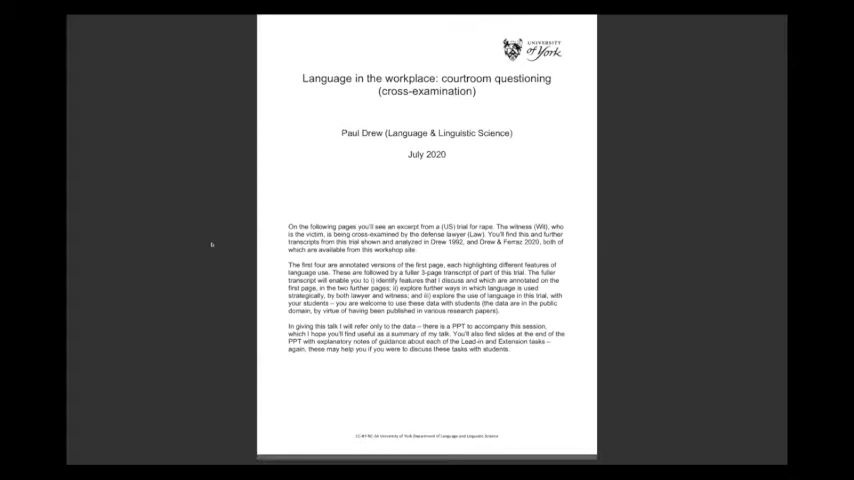 UNIVERSITY
of York
Language in the workplace: courtroom questioning
(cross-examination)
Paul Drew (Language & Linguistic Science)
July 2020
On the following pages you'll see an excerpt from a (US) trial for rape. The witness (Wit), who
is the victim, is being cross-examined by the defense lawyer (Law). You'll find this and further
transcripts from this trial shown and analyzed in Drew 1992, and Drew & Ferraz 2020, both of
which are available from this workshop site.
The first four are annotated versions of the first page, each highlighting different features of
language use. These are followed by a fuller 3-page transcript of part of this trial. The fuller
transcript will enable you to i) identify features that I discuss and which are annotated on the
first page, in the two further pages; ii) explore further ways in which language is used
strategically, by both lawyer and witness; and iii) explore the use of language in this trial, with
your students – you are welcome to use these data with students (the data are in the public
domain, by virtue of having been published in various research papers).
In giving this talk I will refer only to the data – there is a PPT to accompany this session,
which I hope you'll find useful as a summary of my talk. You'll also find slides at the end of the
PPT with explanatory notes of guidance about each of the Lead-in and Extension tasks –
again, these may help you if you were to discuss these tasks with students.
CC-BY-NC-SA University of York Department of Language and Linguistic Science